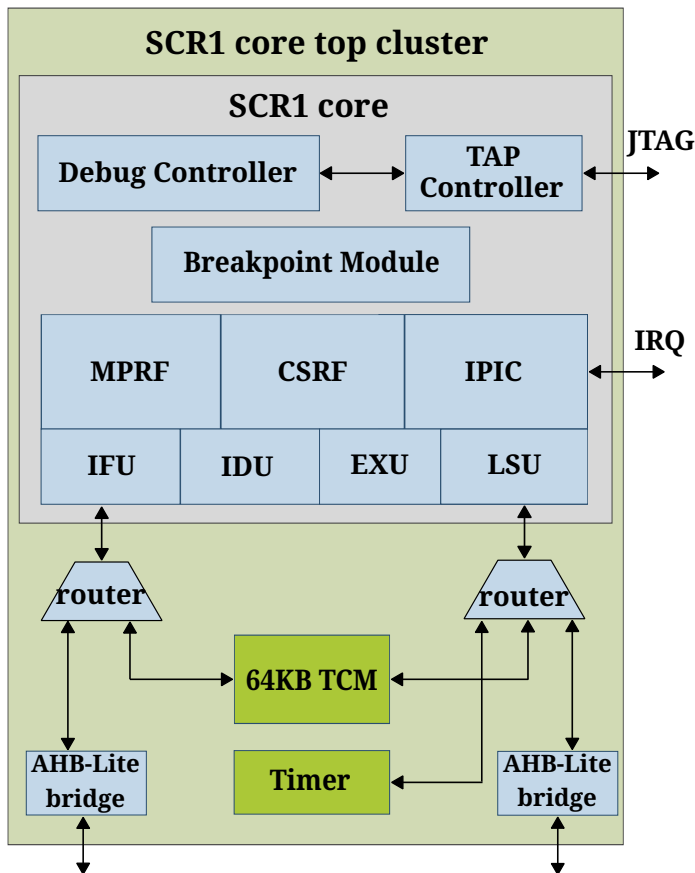 SCR1 core top cluster
SCR1 core
JTAG
Debug Controller
TAP
Controller
Breakpoint Module
IRQ
MPRF
CSRF
IPIC
IFU
IDU
EXU
LSU
router
router
64KB TCM
AHB-Lite
bridge
Timer
AHB-Lite
bridge